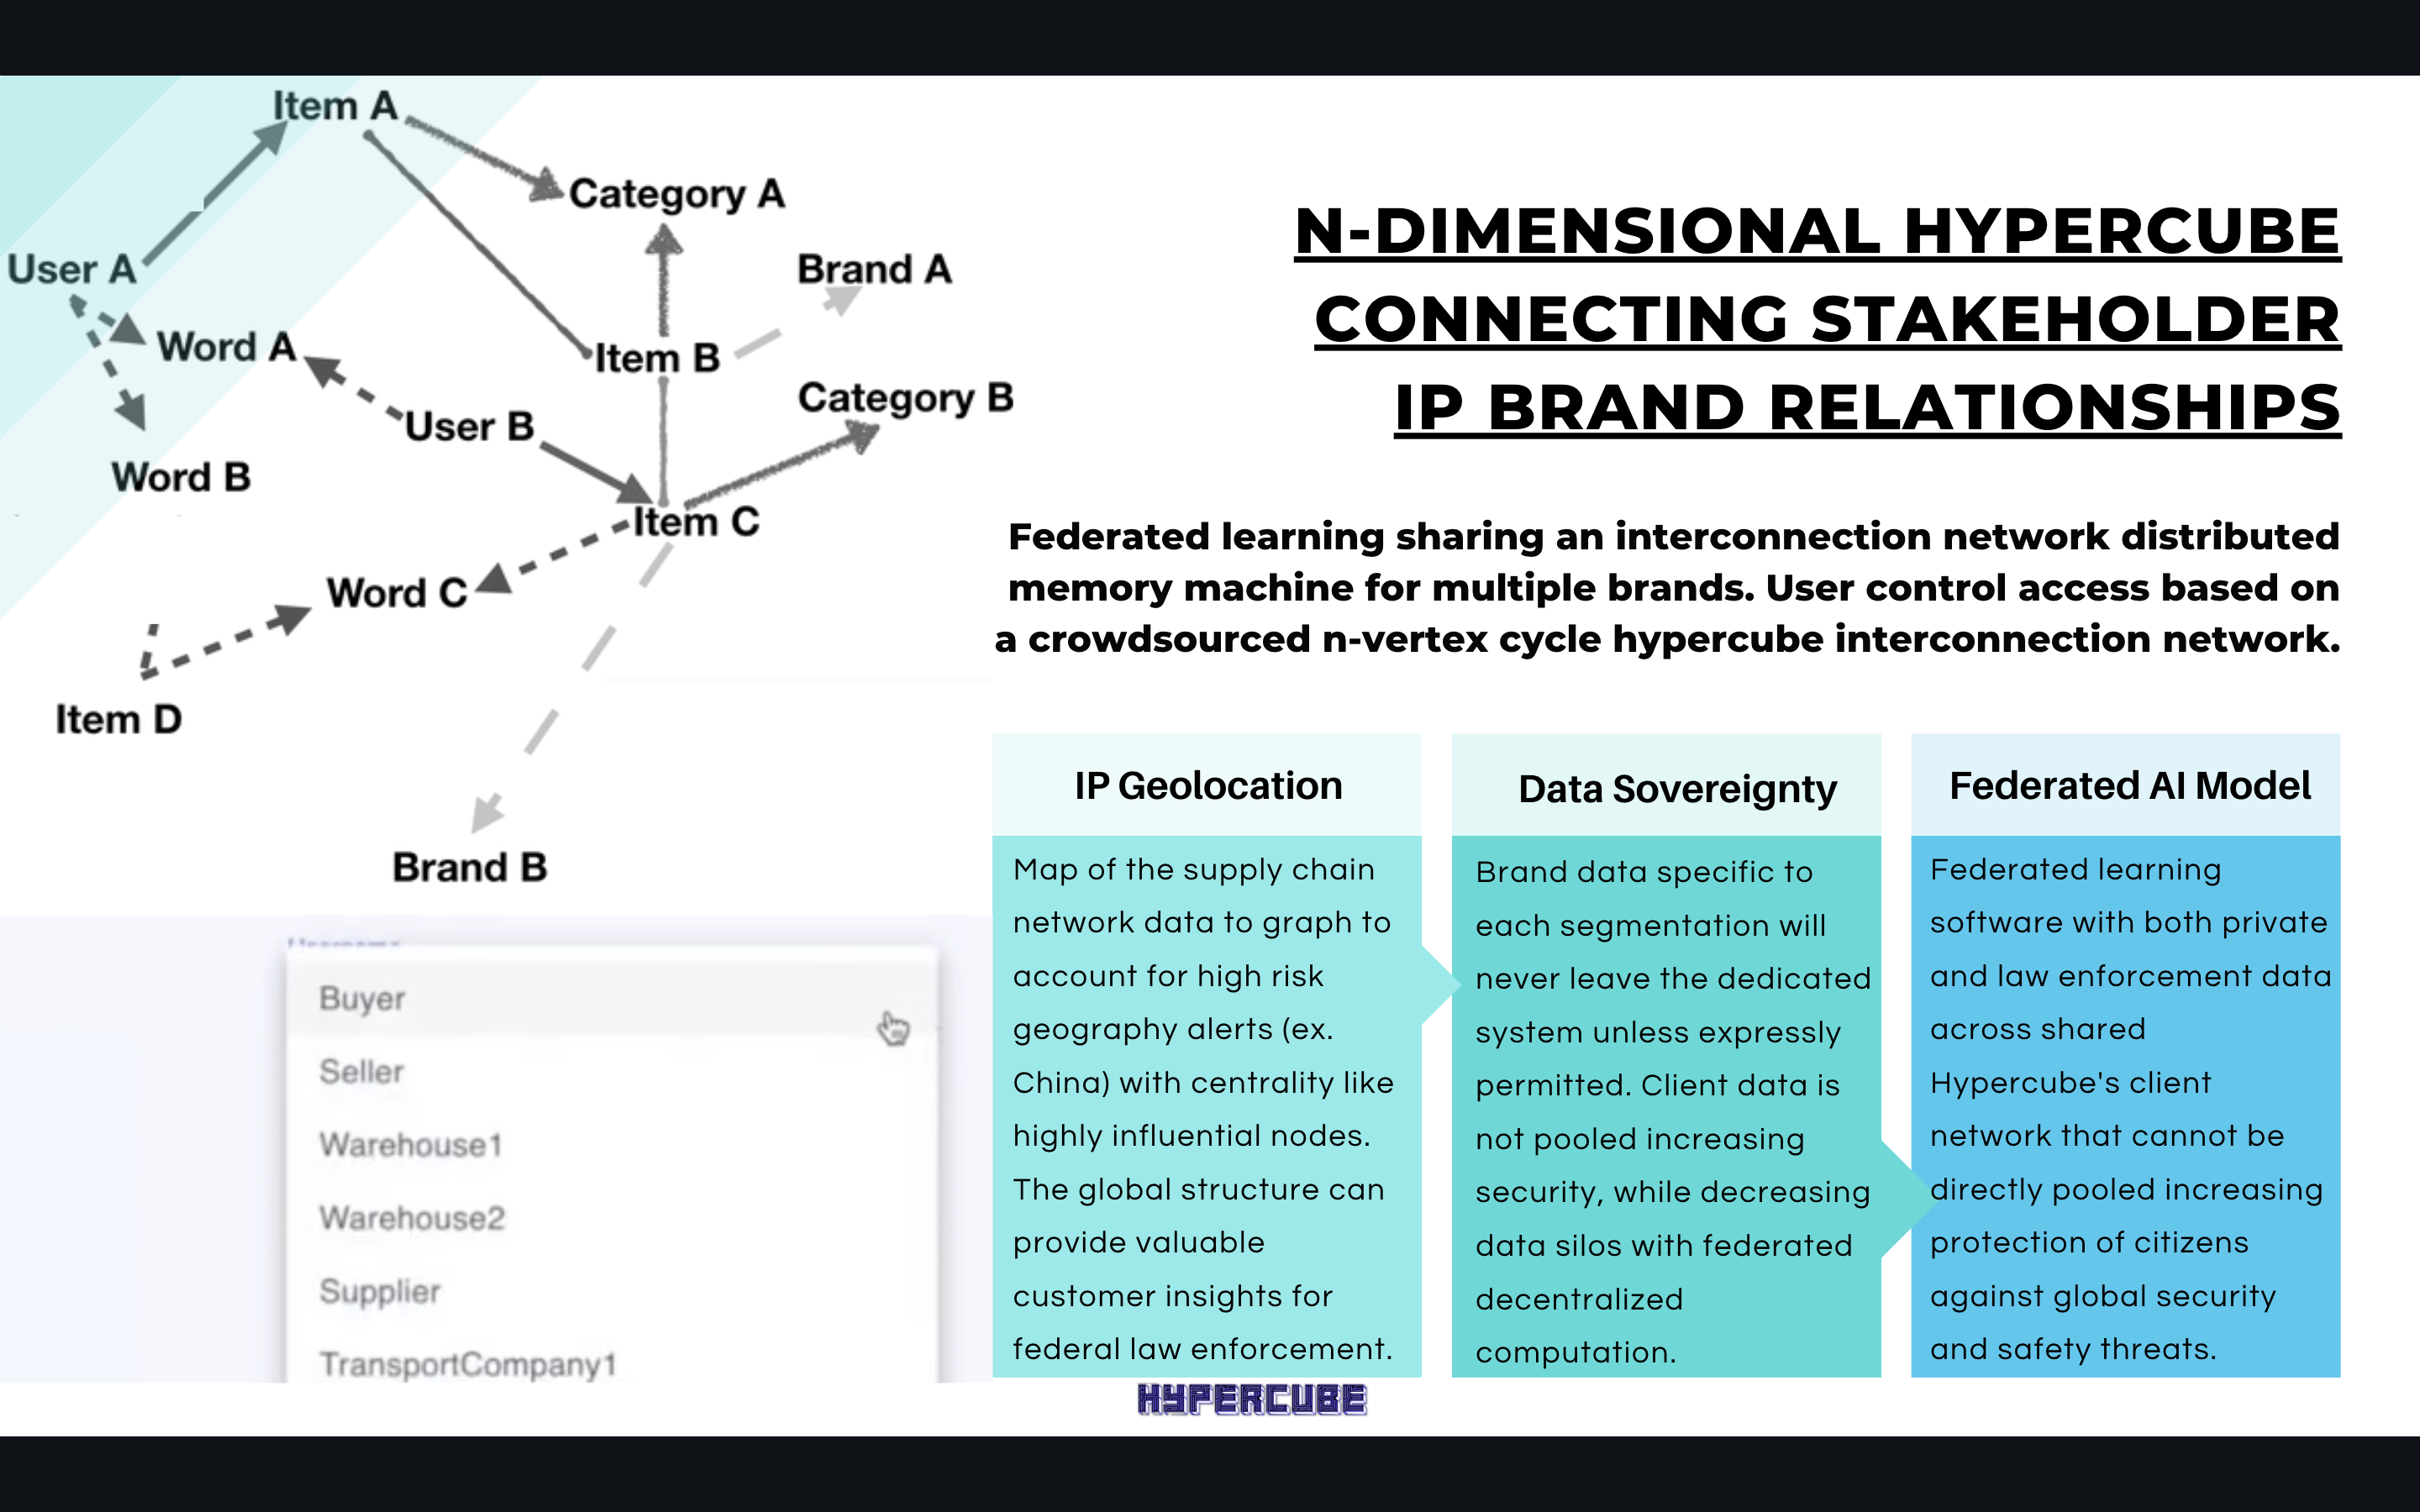 Item A
Category A
User A
Brand A
Word A
Item B
Category B
User B
Word B
Item C
Word C
Item D
Brand B
Buyer
Seller
Warehouse1
Warehouse2
Supplier
TransportCompany1
N-DIMENSIONAL HYPERCUBE
CONNECTING STAKEHOLDER
IP BRAND RELATIONSHIPS
Federated learning sharing an interconnection network distributed
memory machine for multiple brands. User control access based on
a crowdsourced n-vertex cycle hypercube interconnection network.
IP Geolocation
Map of the supply chain
network data to graph to
account for high risk
geography alerts (ex.
China) with centrality like
highly influential nodes.
The global structure can
provide valuable
customer insights for
federal law enforcement.
Data Sovereignty
Brand data specific to
each segmentation will
never leave the dedicated
system unless expressly
permitted. Client data is
not pooled increasing
security, while decreasing
data silos with federated
decentralized
computation.
Federated AI Model
Federated learning
software with both private
and law enforcement data
across shared
Hypercube's client
network that cannot be
directly pooled increasing
protection of citizens
against global security
and safety threats.
HYPERCUBE